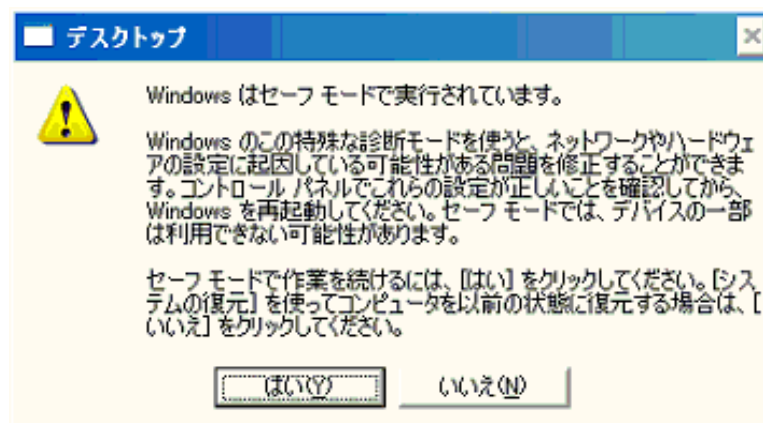 デスクトップ
Windows はセーフ モードで実行されています。
Windows のこの特殊な診断モードを使うと、ネットワークやハードウェ
アの設定に起因している可能性がある問題を修正することができま
す。コントロール パネルでこれらの設定が正しいことを確認してから、
Windows を再起動してください。セーフ モードでは、デバイスの一部
は利用できない可能性があります。
セーフ モードで作業を続けるには、[はい] をクリックしてください。[シス
テムの復元] を使ってコンピュータを以前の状態に復元する場合は、[
いいえ] をクリックしてください。
はい(Y) いいえ(N)